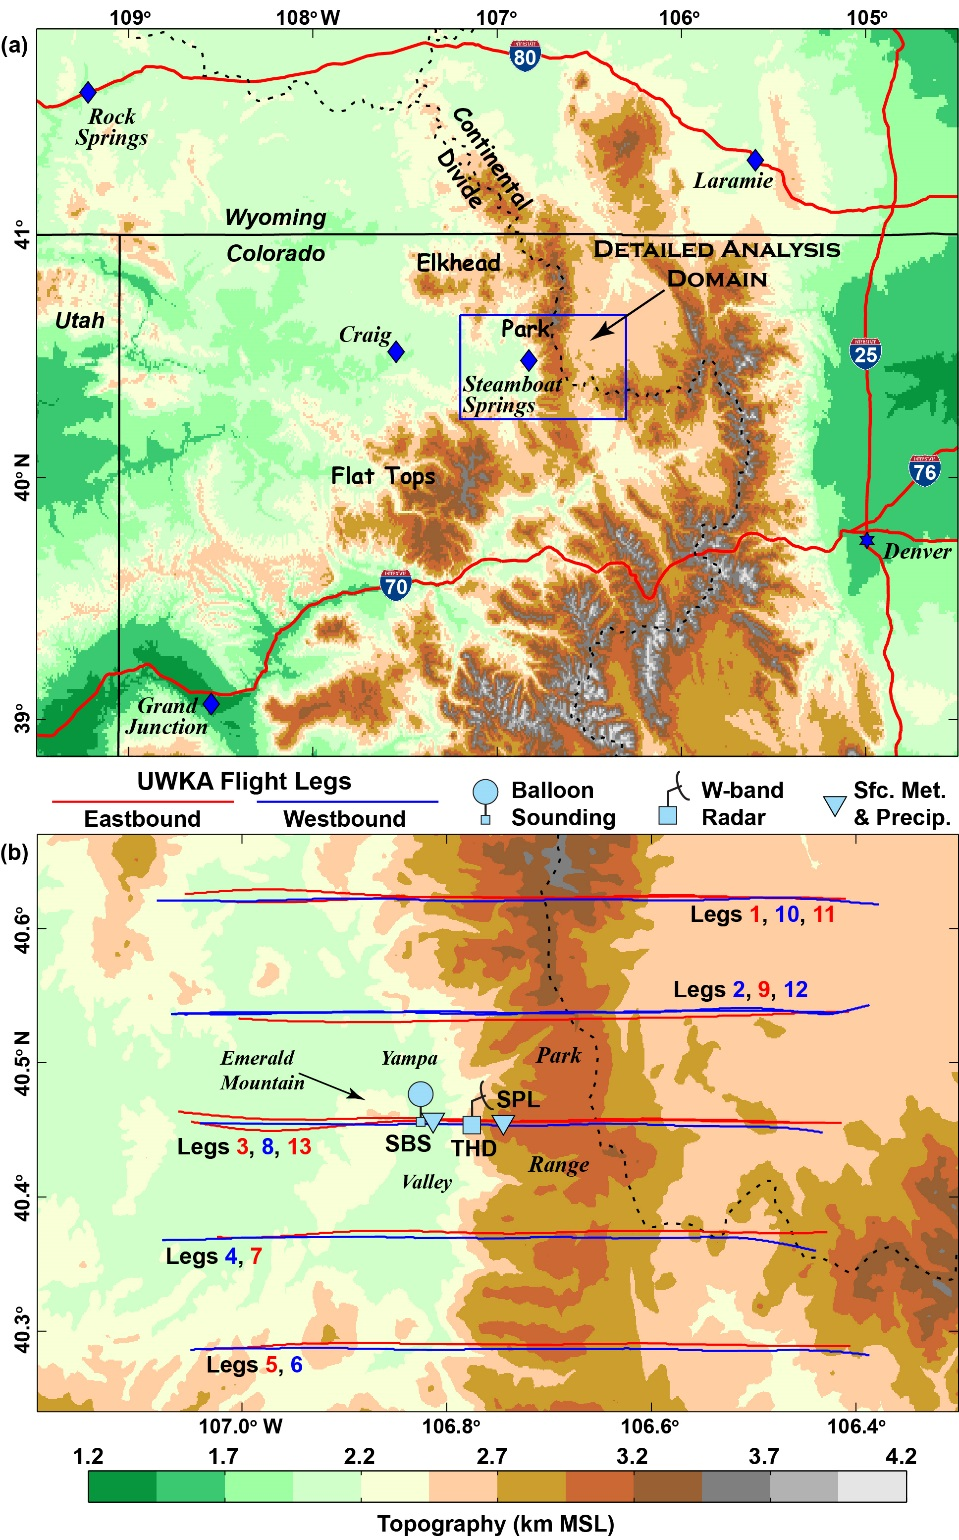 109° 108° W 107° 106° 105°
(a)
INTERSTATE 80
Rock
Springs
Continental
Divide
Laramie
41°
Wyoming
Colorado
Elkhead
DETAILED ANALYSIS
DOMAIN
Utah
Craig
Park
INTERSTATE 25
Steamboat
Springs
Flat Tops
40° N
INTERSTATE 76
Denver
INTERSTATE 70
Grand
Junction
39°
UWKA Flight Legs
Eastbound Westbound
Balloon
Sounding
W-band
Radar
Sfc. Met.
& Precip.
(b)
40.6°
Legs 1, 10, 11
Legs 2, 9, 12
40.5° N
Emerald
Mountain
Yampa
Park
SPL
SBS THD
Legs 3, 8, 13
Range
Valley
40.4°
Legs 4, 7
40.3°
Legs 5, 6
107.0° W 106.8° 106.6° 106.4°
1.2 1.7 2.2 2.7 3.2 3.7 4.2
Topography (km MSL)